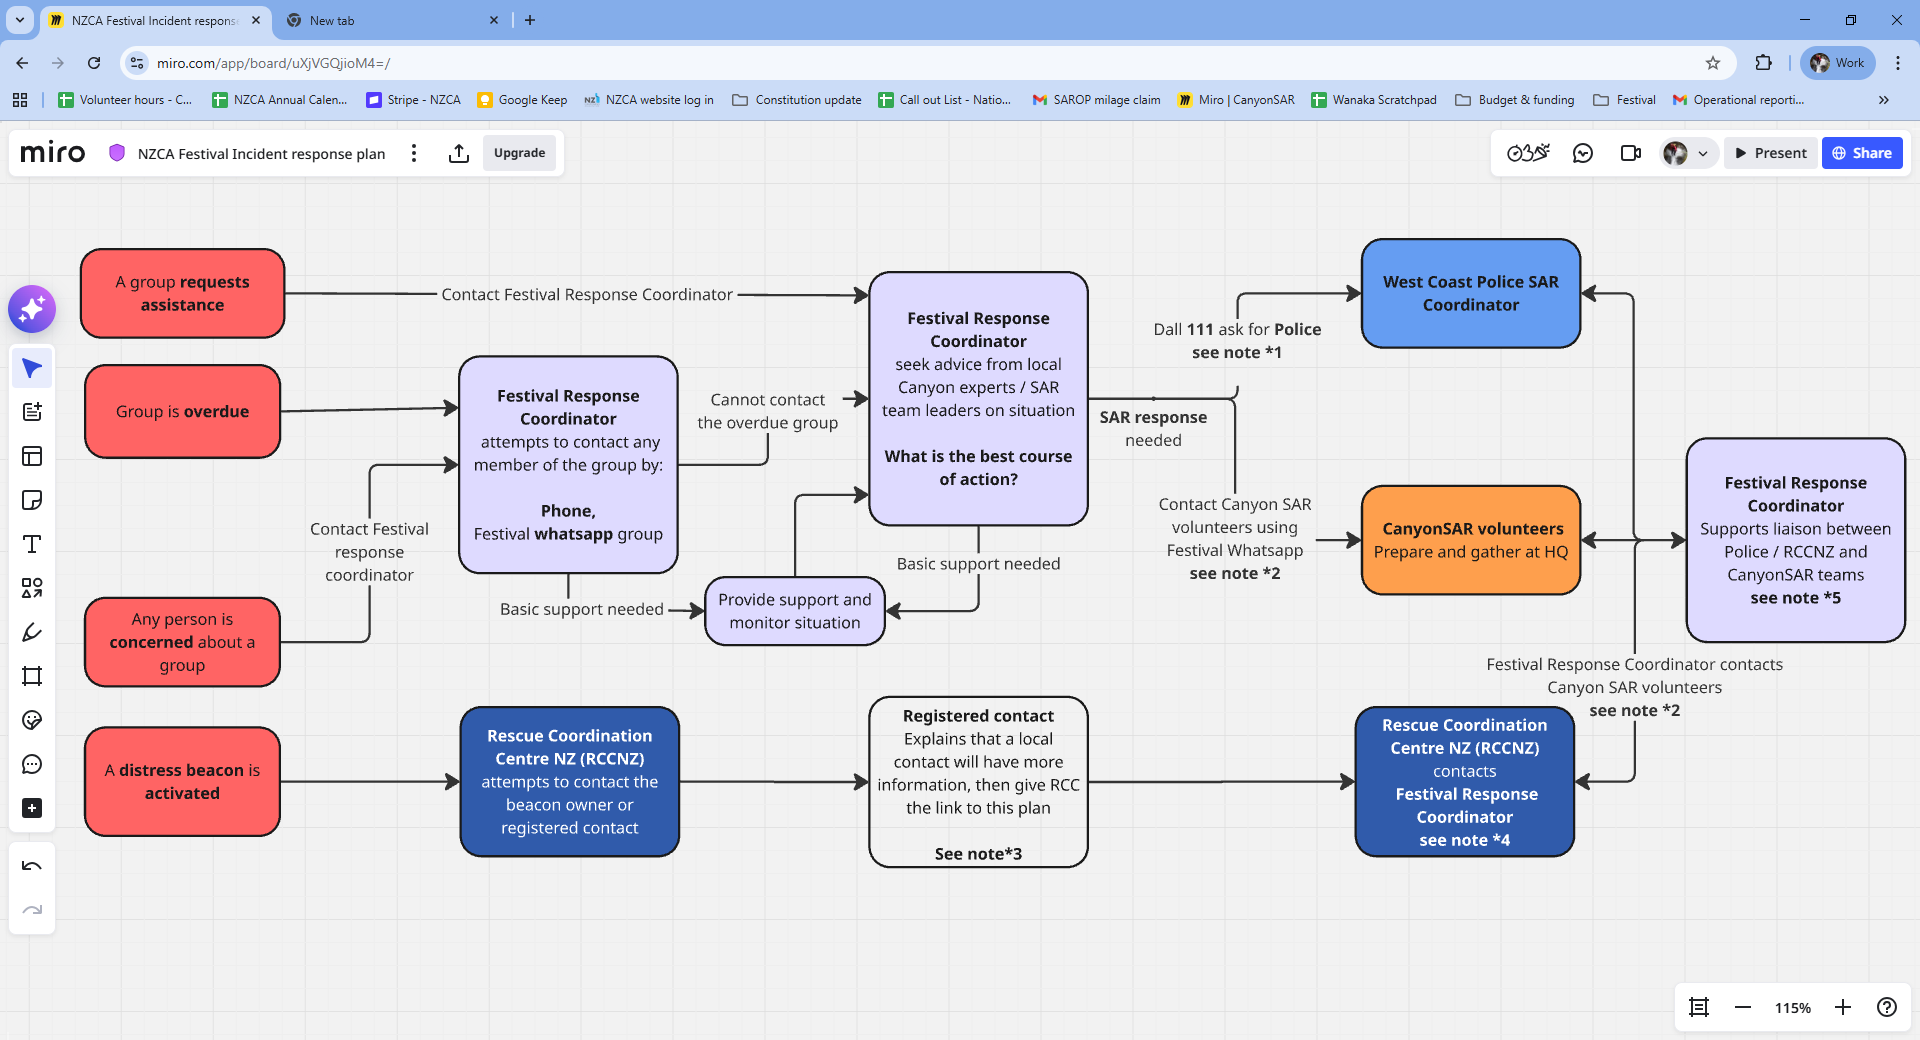 NZCA Festival Incident respons
New tab
miro.com/app/board/uXjVGQjioM4=/
Work
Volunteer hours - C...
NZCA Annual Calen...
Stripe - NZCA
Google Keep
NZCA website log in
Constitution update
Call out List - Natio...
SAROP milage claim
Miro | CanyonSAR
Wanaka Scratchpad
Budget & funding
Festival
Operational reporti...
miro
NZCA Festival Incident response plan
Upgrade
Present
Share
A group requests
assistance
Contact Festival Response Coordinator
Group is overdue
Any person is
concerned about a
group
A distress beacon is
activated
Contact Festival
response
coordinator
Festival Response
Coordinator
attempts to contact any
member of the group by:
Phone,
Festival whatsapp group
Cannot contact
the overdue group
Basic support needed
Provide support and
monitor situation
Festival Response
Coordinator
seek advice from local
Canyon experts / SAR
team leaders on situation
What is the best course
of action?
Basic support needed
SAR response
needed
Dall 111 ask for Police
see note *1
Contact Canyon SAR
volunteers using
Festival Whatsapp
see note *2
West Coast Police SAR
Coordinator
CanyonSAR volunteers
Prepare and gather at HQ
Festival Response
Coordinator
Supports liaison between
Police / RCCNZ and
CanyonSAR teams
see note *5
Festival Response Coordinator contacts
Canyon SAR volunteers
see note *2
Rescue Coordination
Centre NZ (RCCNZ)
attempts to contact the
beacon owner or
registered contact
Registered contact
Explains that a local
contact will have more
information, then give RCC
the link to this plan
See note*3
Rescue Coordination
Centre NZ (RCCNZ)
contacts
Festival Response
Coordinator
see note *4
115%